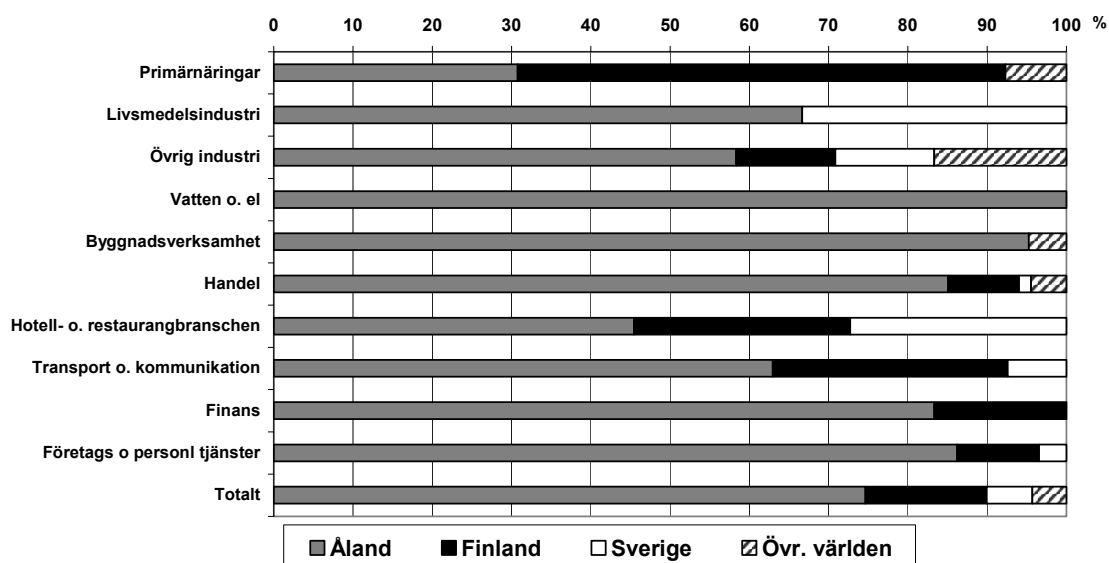 0 10 20 30 40 50 60 70 80 90 100 %
Primärnäringar
Livsmedelsindustri
Övrig industri
Vatten o. el
Byggnadsverksamhet
Handel
Hotell- o. restaurangbranschen
Transport o. kommunikation
Finans
Företags o personl tjänster
Totalt
Åland Finland Sverige Övr. världen